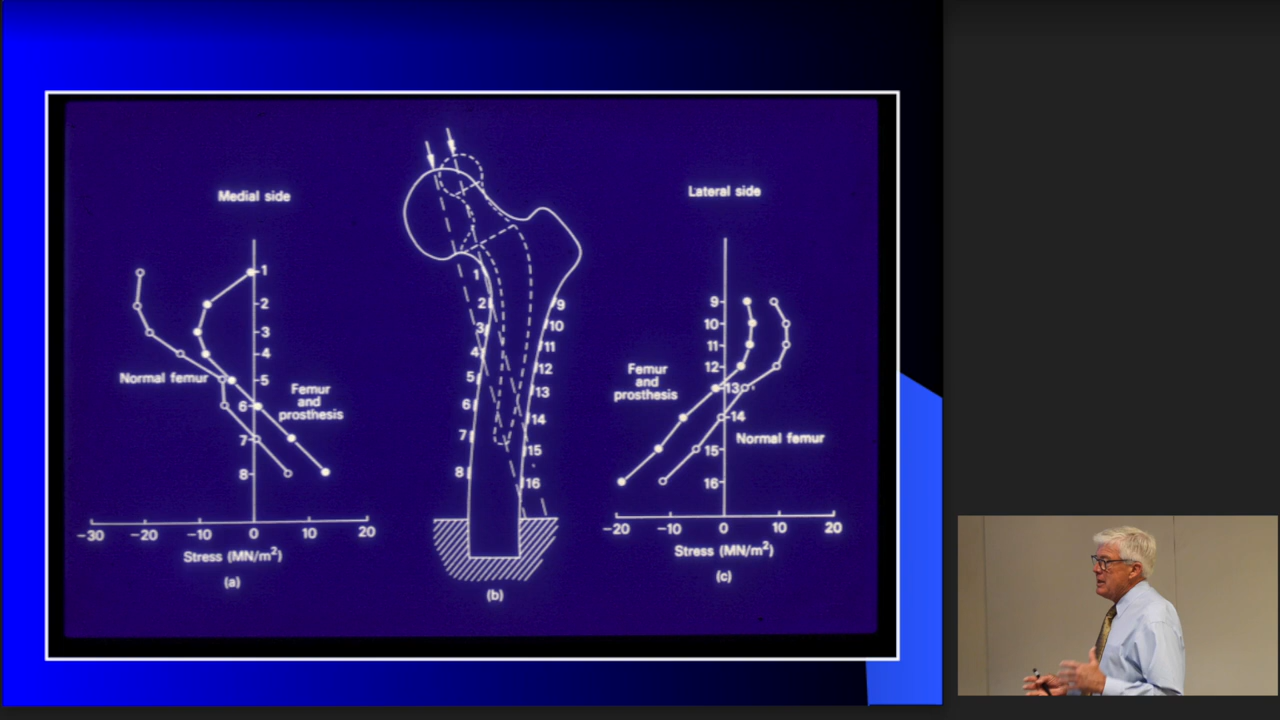 Medial side
1
2
3
4
5
6
7
8
Normal femur
Femur
and
prosthesis
-30 -20 -10 0 10 20
Stress (MN/m²)
(a)
1
2
3
4
5
6
7
8
9
10
11
12
13
14
15
16
(b)
Lateral side
9
10
11
12
13
14
15
16
Femur
and
prosthesis
Normal femur
-20 -10 0 10 20
Stress (MN/m²)
(c)